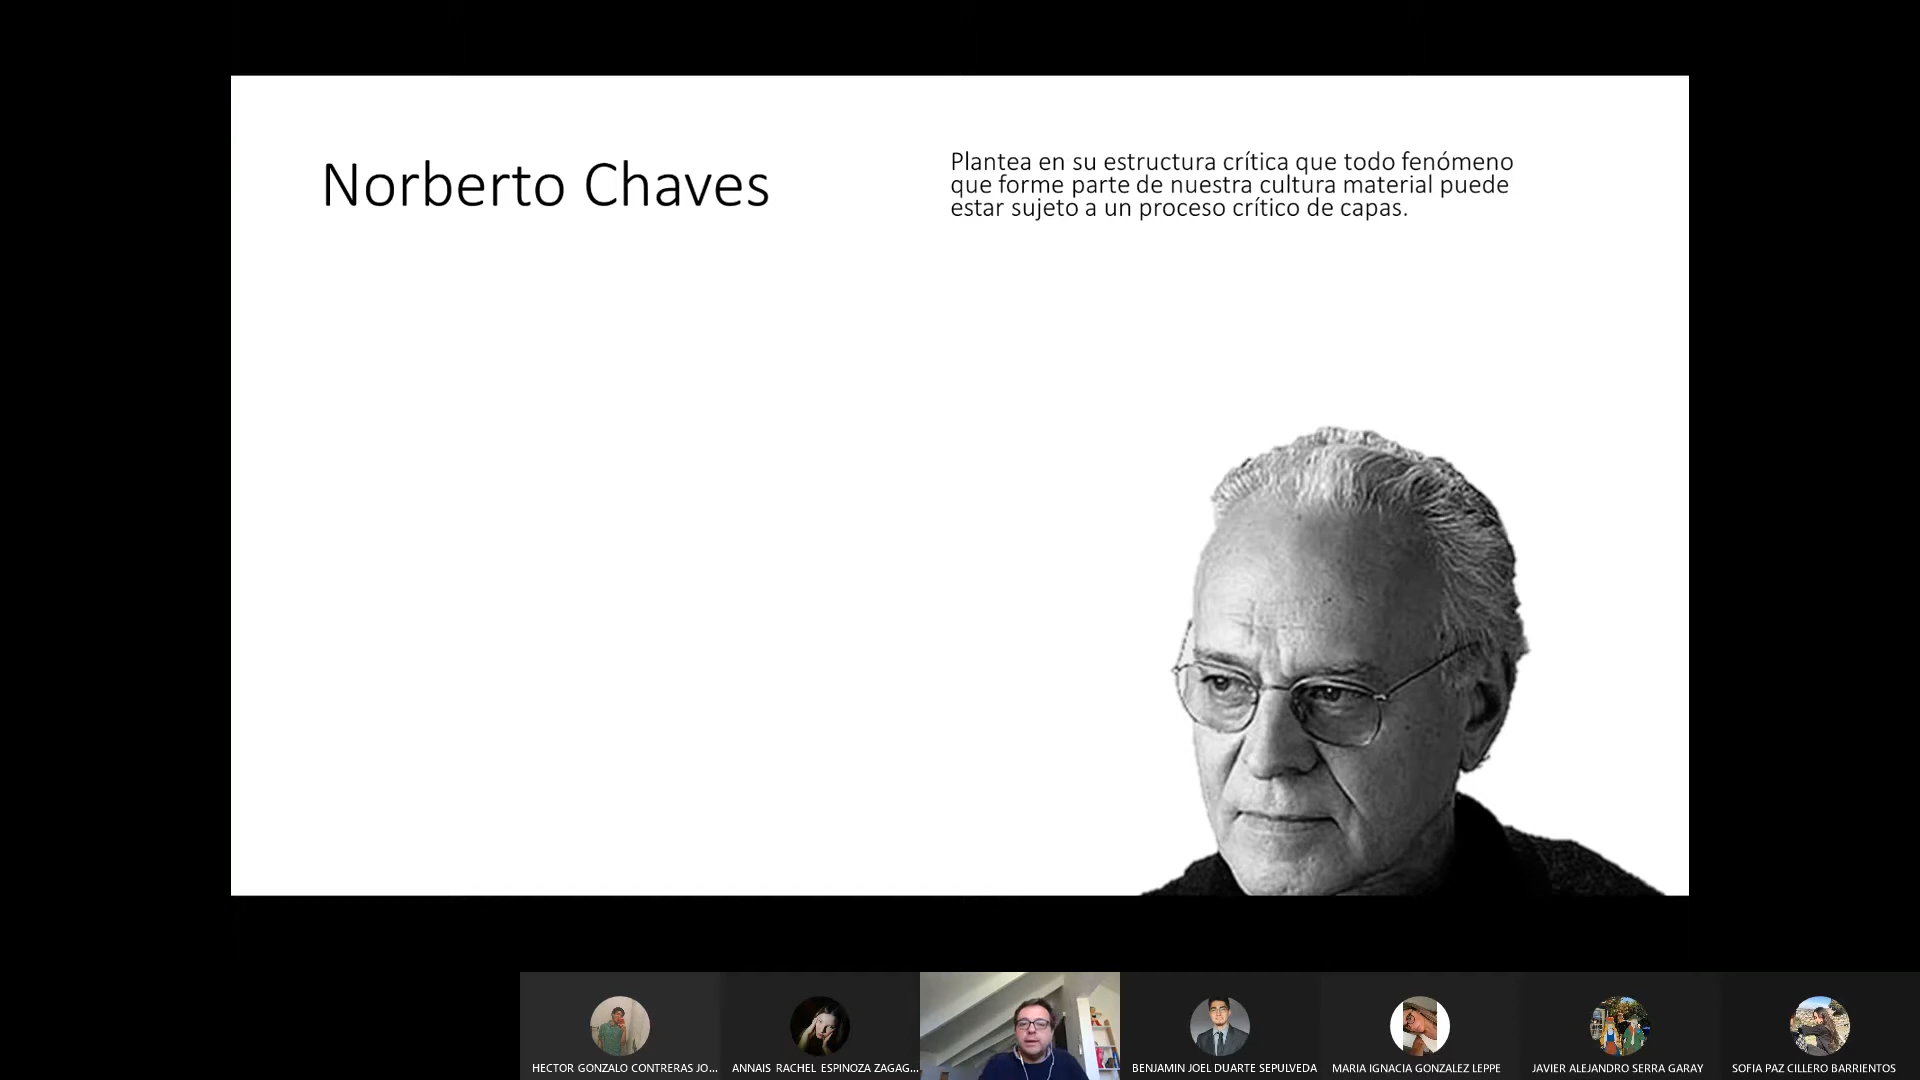 Norberto Chaves
Plantea en su estructura crítica que todo fenómeno
que forme parte de nuestra cultura material puede
estar sujeto a un proceso crítico de capas.
HECTOR GONZALO CONTRERAS JO...
ANNAIS RACHEL ESPINOZA ZAGAG...
BENJAMIN JOEL DUARTE SEPULVEDA
MARIA IGNACIA GONZALEZ LEPPE
JAVIER ALEJANDRO SERRA GARAY
SOFIA PAZ CILLERO BARRIENTOS